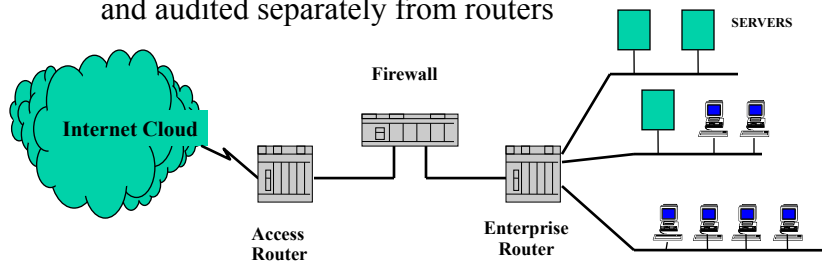 and audited separately from routers
SERVERS
Firewall
Internet Cloud
Access
Router
Enterprise
Router